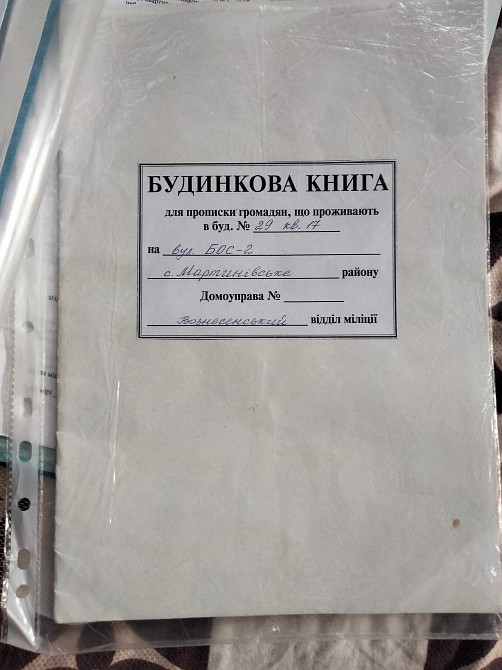 БУДИНКОВА КНИГА
для прописки громадян, що проживають
в буд. № 29 кв. 17
на вул. БОС-2
с. Мартинівське району
Домоуправа №
Вознесенський відділ міліції